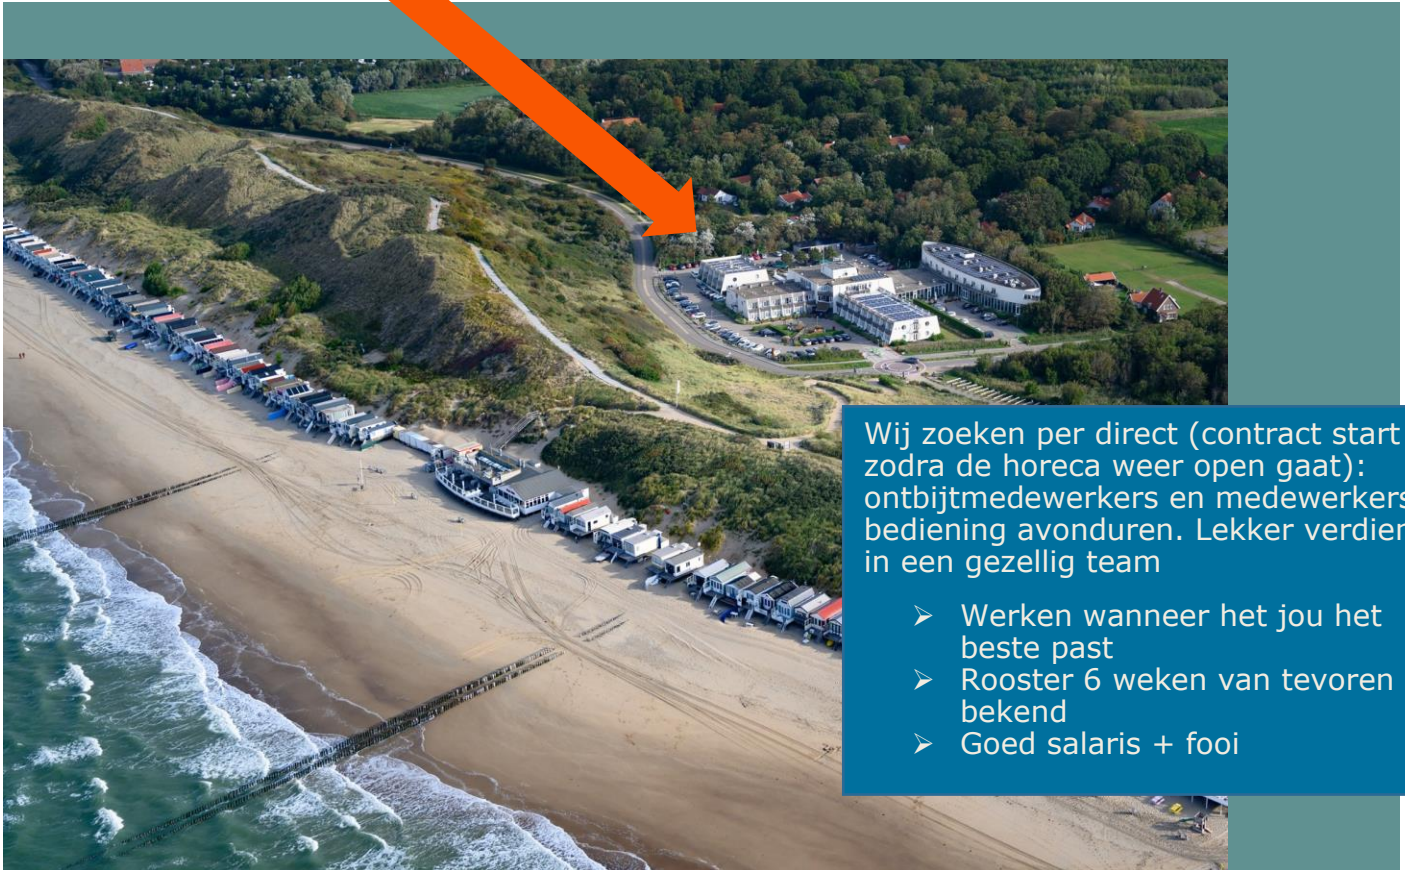 Wij zoeken per direct (contract start
zodra de horeca weer open gaat):
ontbijtmedewerkers en medewerkers
bediening avonduren. Lekker verdier
in een gezellig team
➢ Werken wanneer het jou het
beste past
➢ Rooster 6 weken van tevoren
bekend
➢ Goed salaris + fooi